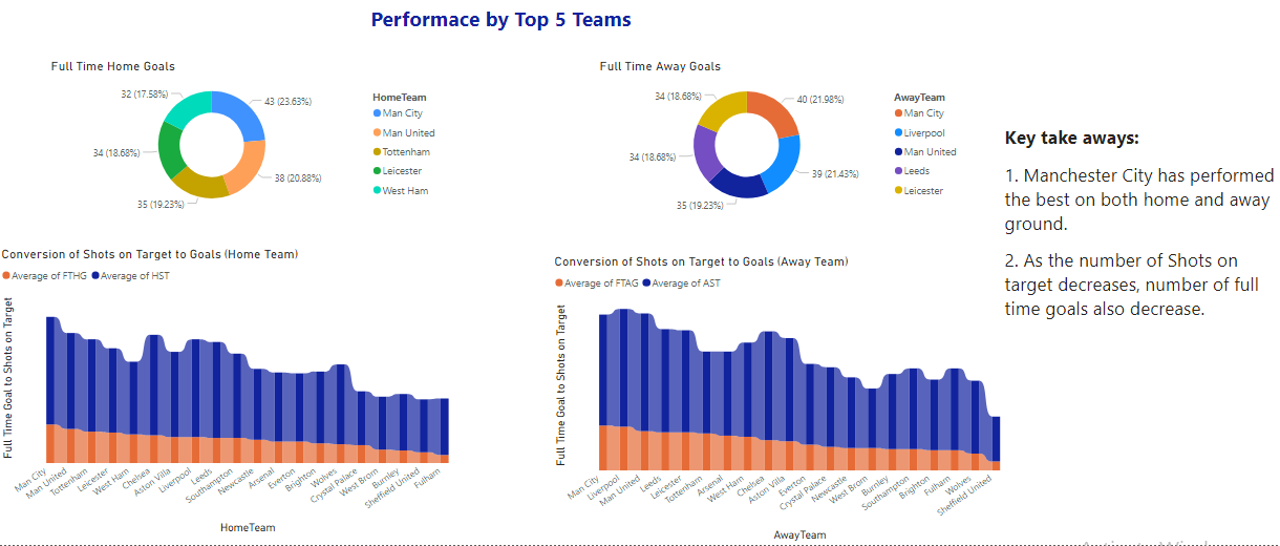 Performace by Top 5 Teams
Full Time Home Goals
32 (17.58%)
43 (23.63%)
34 (18.68%)
38 (20.88%)
35 (19.23%)
HomeTeam
Man City
Man United
Tottenham
Leicester
West Ham
Full Time Away Goals
34 (18.68%)
40 (21.98%)
34 (18.68%)
39 (21.43%)
35 (19.23%)
AwayTeam
Man City
Liverpool
Man United
Leeds
Leicester
Key take aways:
1. Manchester City has performed
the best on both home and away
ground.
2. As the number of Shots on
target decreases, number of full
time goals also decrease.
Conversion of Shots on Target to Goals (Home Team)
Average of FTHG
Average of HST
Full Time Goal to Shots on Target
Man City
Man United
Tottenham
Leicester
West Ham
Chelsea
Aston Villa
Liverpool
Leeds
Southampton
Newcastle
Arsenal
Everton
Brighton
Wolves
Crystal Palace
West Brom
Burnley
Sheffield United
Fulham
HomeTeam
Conversion of Shots on Target to Goals (Away Team)
Average of FTAG
Average of AST
Full Time Goal to Shots on Target
Man City
Liverpool
Man United
Leeds
Leicester
Tottenham
Arsenal
West Ham
Chelsea
Aston Villa
Everton
Crystal Palace
Newcastle
West Brom
Burnley
Southampton
Brighton
Fulham
Wolves
Sheffield United
AwayTeam